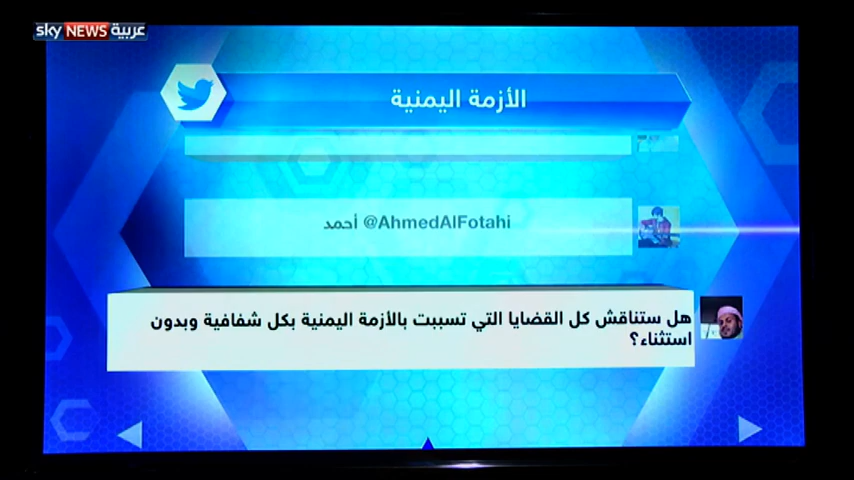 sky NEWS عربية
الأزمة اليمنية
أحمد @AhmedAlFotahi
هل ستناقش كل القضايا التي تسببت بالأزمة اليمنية بكل شفافية وبدون
استثناء؟